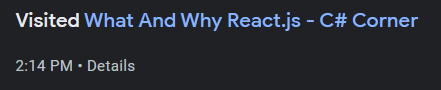 Visited What And Why React.js - C# Corner
2:14 PM • Details